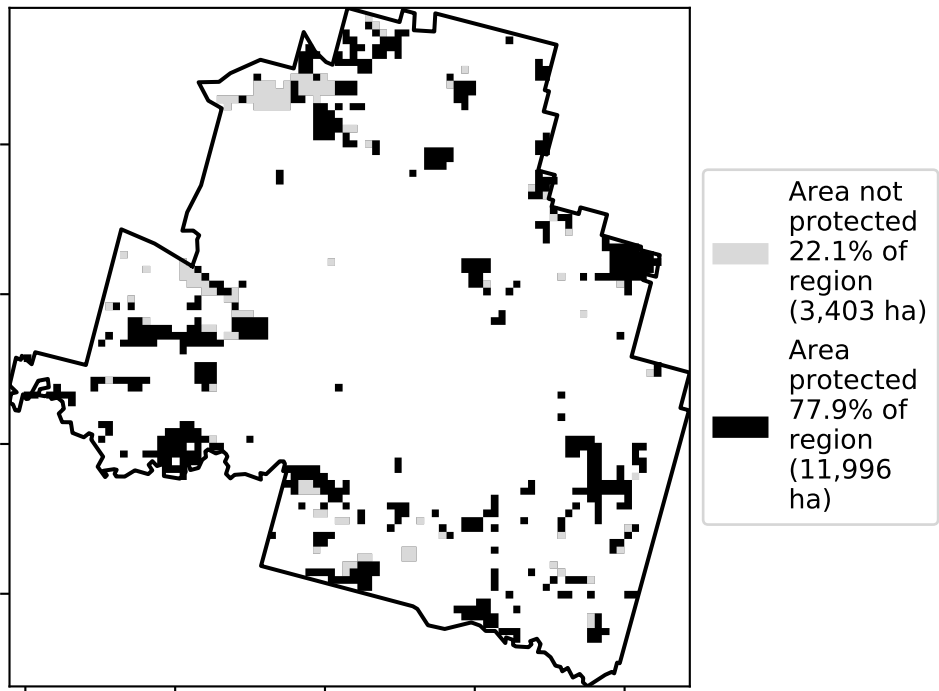 Area not
protected
22.1% of
region
(3,403 ha)
Area
protected
77.9% of
region
(11,996
ha)